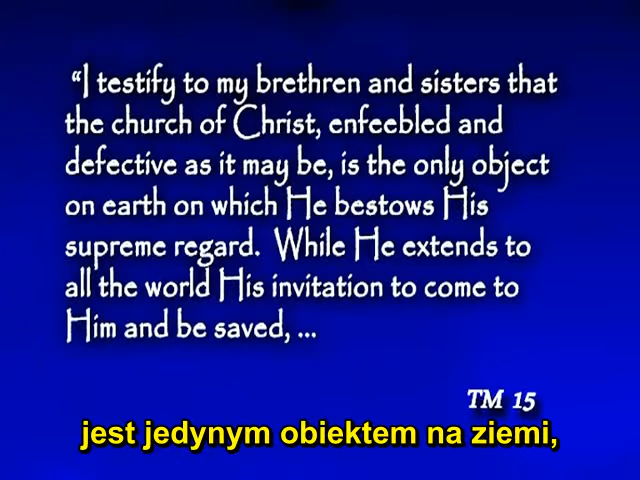 “I testify to my brethren and sisters that
the church of Christ, enfeebled and
defective as it may be, is the only object
on earth on which He bestows His
supreme regard.  While He extends to
all the world His invitation to come to
Him and be saved, ...
TM 15
jest jedynym obiektem na ziemi,